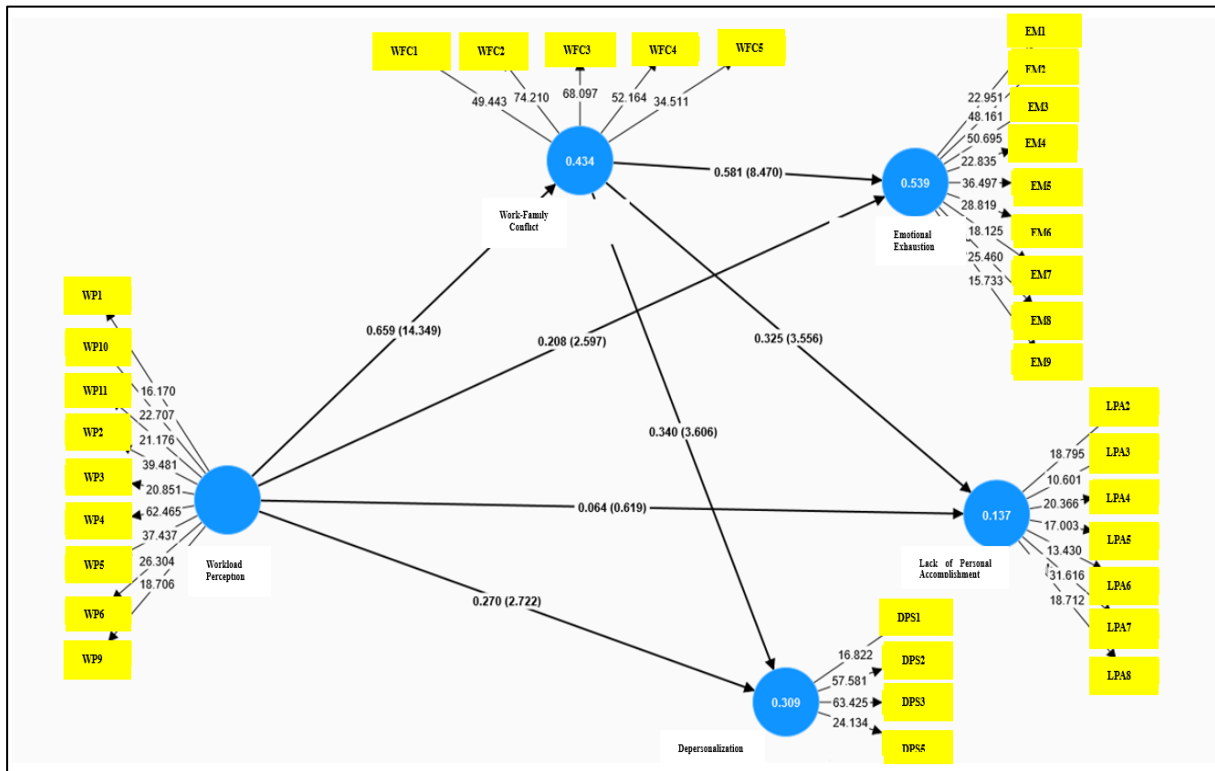 WFC1
WFC2
WFC3
WFC4
WFC5
49.443
74.210
68.097
52.164
34.511
0.434
Work-Family
Conflict
EM1
EM2
EM3
EM4
EM5
EM6
EM7
EM8
EM9
22.951
48.161
50.695
22.835
36.497
28.819
18.125
25.460
15.733
0.539
Emotional
Exhaustion
0.581 (8.470)
0.659 (14.349)
0.208 (2.597)
0.325 (3.556)
0.340 (3.606)
0.064 (0.619)
0.270 (2.722)
WP1
WP10
WP11
WP2
WP3
WP4
WP5
WP6
WP9
16.170
22.707
21.176
39.481
20.851
62.465
37.437
26.304
18.706
Workload
Perception
LPA2
LPA3
LPA4
LPA5
LPA6
LPA7
LPA8
18.795
10.601
20.366
17.003
13.430
31.616
18.712
0.137
Lack of Personal
Accomplishment
DPS1
DPS2
DPS3
DPS5
16.822
57.581
63.425
24.134
0.309
Depersonalization